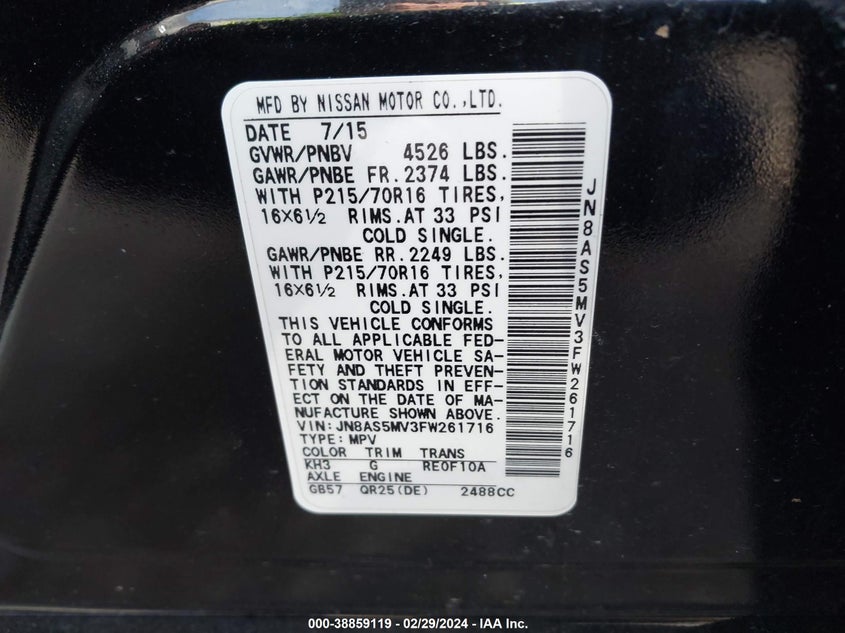 MFD BY NISSAN MOTOR CO.,LTD.
DATE 7/15
GVWR/PNBV 4526 LBS.
GAWR/PNBE FR.2374 LBS.
WITH P215/70R16 TIRES,
16X6½ RIMS.AT 33 PSI
COLD SINGLE.
GAWR/PNBE RR.2249 LBS.
WITH P215/70R16 TIRES,
16X6½ RIMS.AT 33 PSI
COLD SINGLE.
THIS VEHICLE CONFORMS
TO ALL APPLICABLE FED-
ERAL MOTOR VEHICLE SA-
FETY AND THEFT PREVEN-
TION STANDARDS IN EFF-
ECT ON THE DATE OF MA-
NUFACTURE SHOWN ABOVE.
VIN:JN8AS5MV3FW261716
TYPE:MPV
COLOR TRIM TRANS
KH3 G RE0F10A
AXLE ENGINE
GB57 QR25(DE) 2488CC
JN8AS5MV3FW261716
000-38859119 - 02/29/2024 - IAA Inc.